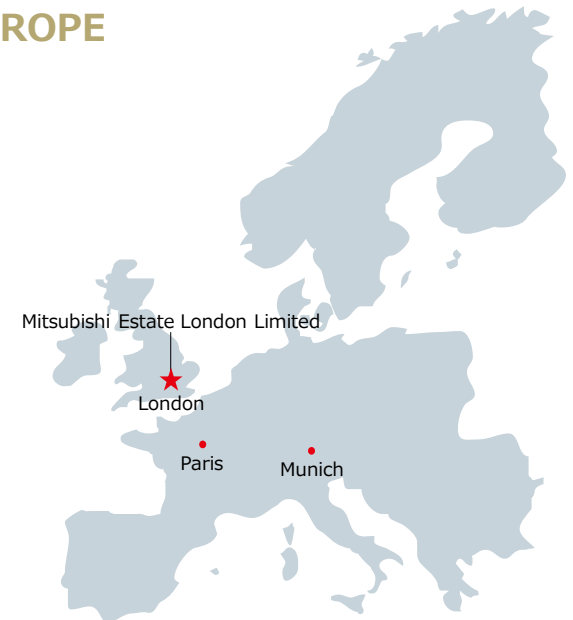 ROPE
Mitsubishi Estate London Limited
London
Paris
Munich